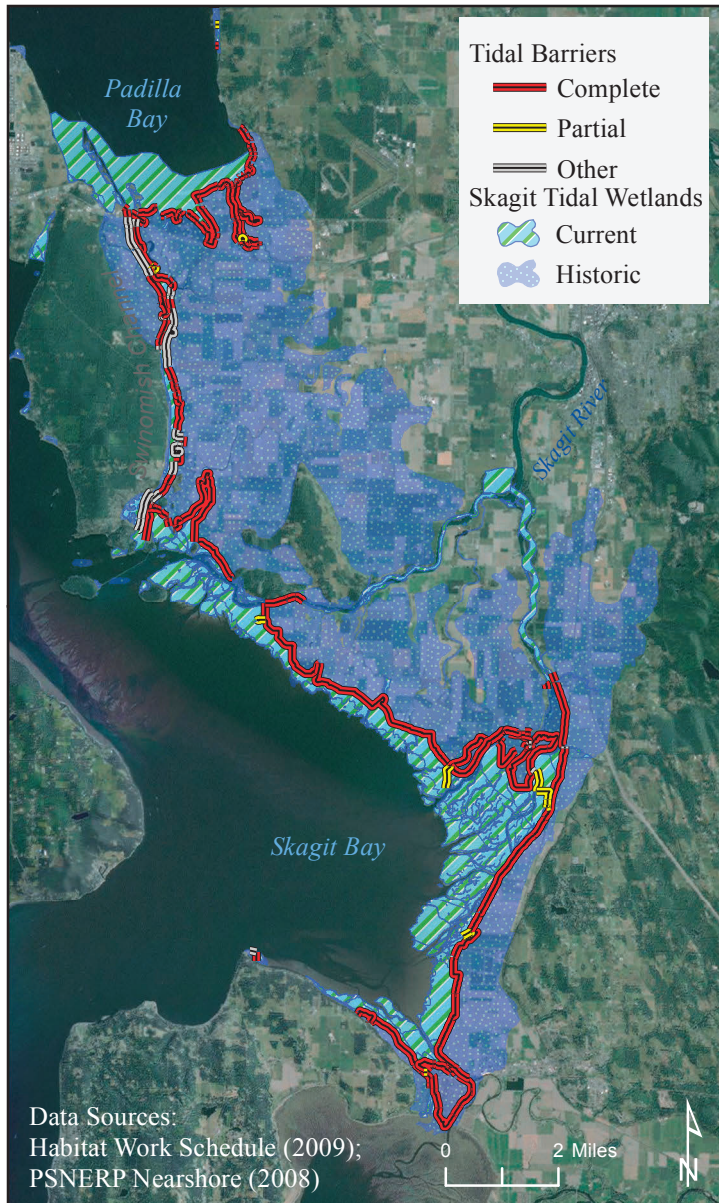 Padilla
Bay
Tidal Barriers
Complete
Partial
Other
Skagit Tidal Wetlands
Current
Historic
Skagit River
Skagit Bay
Data Sources:
Habitat Work Schedule (2009);
PSNERP Nearshore (2008)
0 2 Miles
N